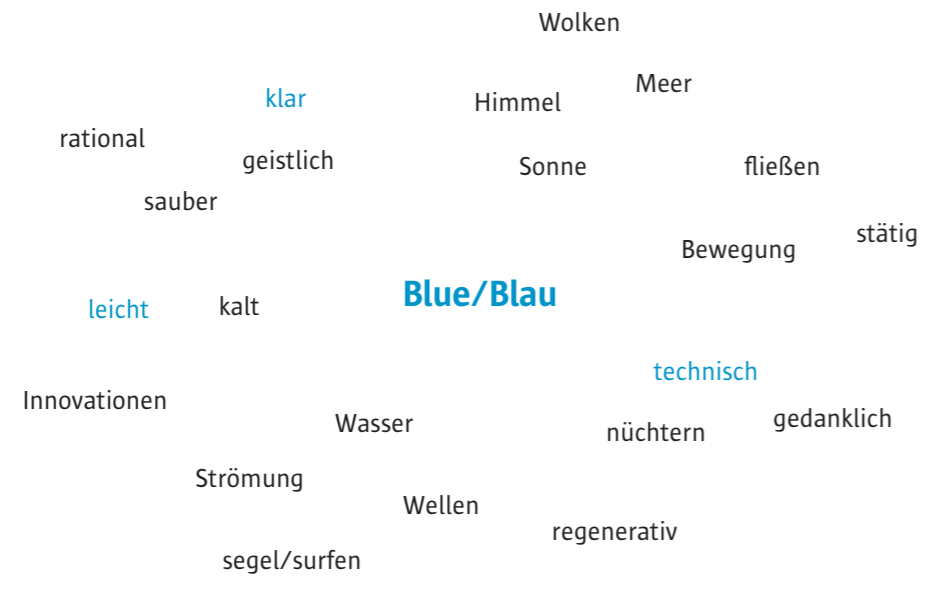 Wolken
Meer
klar
Himmel
rational
geistlich
Sonne
fließen
sauber
stätig
Bewegung
Blue/Blau
leicht
kalt
technisch
Innovationen
Wasser
nüchtern
gedanklich
Strömung
Wellen
regenerativ
segel/surfen